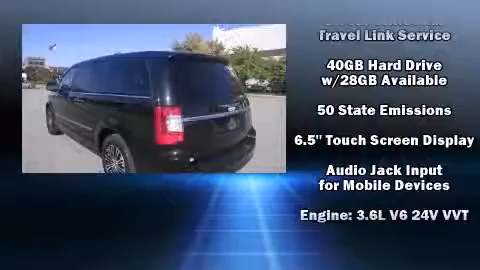 Travel Link Service
40GB Hard Drive
w/28GB Available
50 State Emissions
6.5" Touch Screen Display
Audio Jack Input
for Mobile Devices
Engine: 3.6L V6 24V VVT